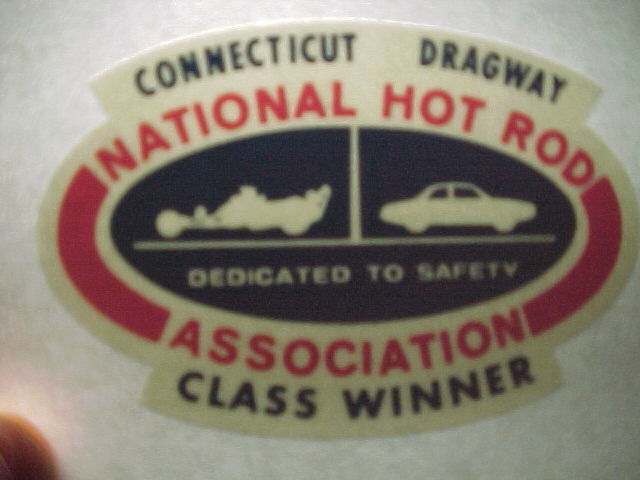 CONNECTICUT DRAGWAY
NATIONAL HOT ROD
DEDICATED TO SAFETY
ASSOCIATION
CLASS WINNER